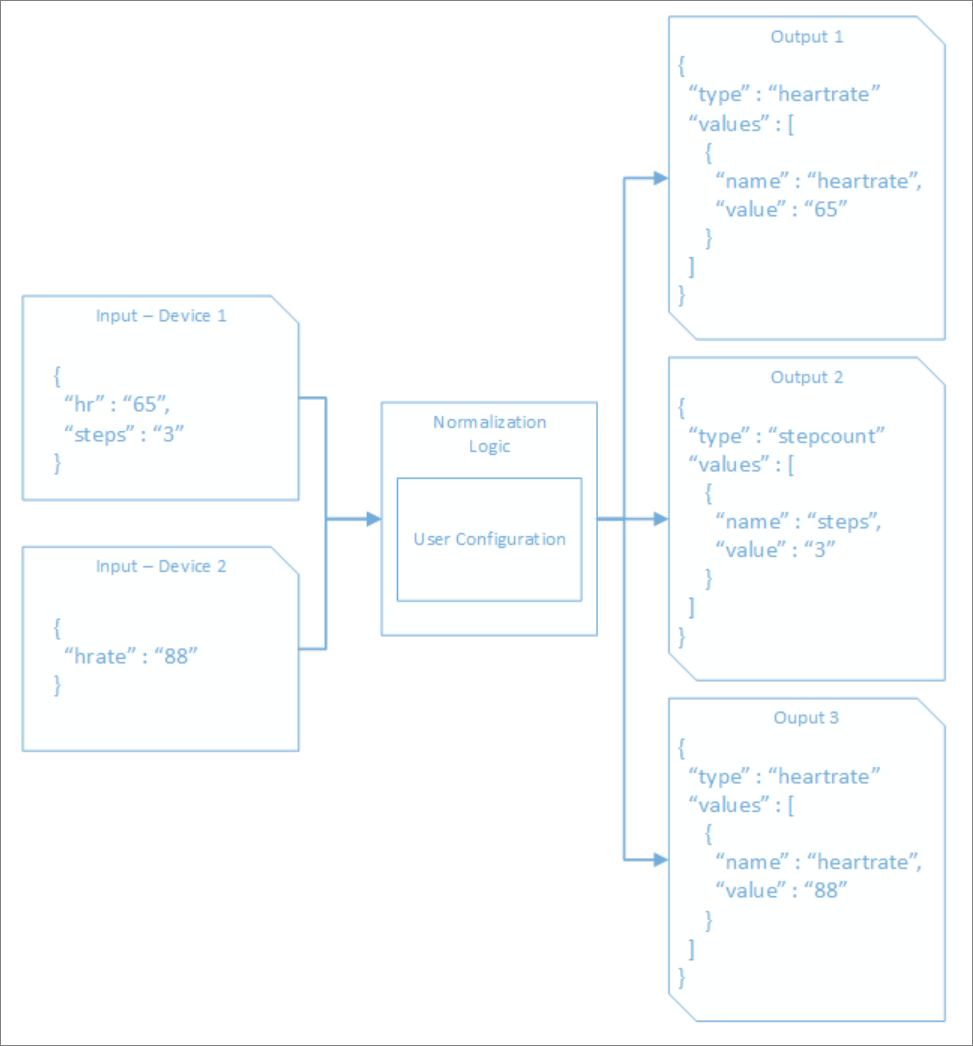 Input – Device 1
{
“hr” : “65”,
“steps” : “3”
}
Input – Device 2
{
“hrate” : “88”
}
Normalization
Logic
User Configuration
Output 1
{
“type” : “heartrate”
“values” : [
{
“name” : “heartrate”,
“value” : “65”
}
]
}
Output 2
{
“type” : “stepcount”
“values” : [
{
“name” : “steps”,
“value” : “3”
}
]
}
Ouput 3
{
“type” : “heartrate”
“values” : [
{
“name” : “heartrate”,
“value” : “88”
}
]
}